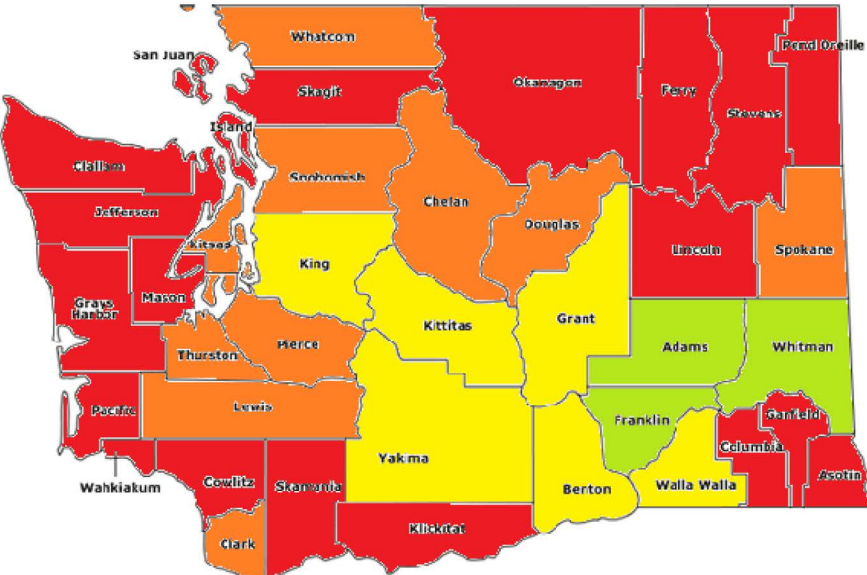 Whatcom
San Juan
Pend Oreille
Okanagon
Skagit
Ferry
Stevens
Island
Clallam
Snohomish
Chelan
Jefferson
Douglas
Kitsap
Lincoln
Spokane
King
Mason
Grays
Harbor
Kittitas
Grant
Thurston
Pierce
Adams
Whitman
Pacific
Lewis
Franklin
Garfield
Columbia
Yakima
Wahkiakum
Cowlitz
Skamania
Berton
Walla Walla
Asotin
Klickitat
Clark